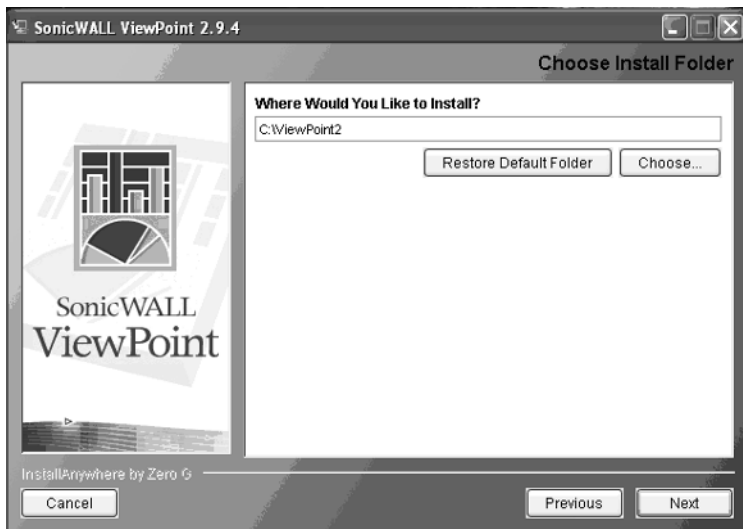 SonicWALL ViewPoint 2.9.4
Choose Install Folder
Where Would You Like to Install?
C:\ViewPoint2
Restore Default Folder
Choose...
SonicWALL
ViewPoint
InstallAnywhere by Zero G
Cancel
Previous
Next